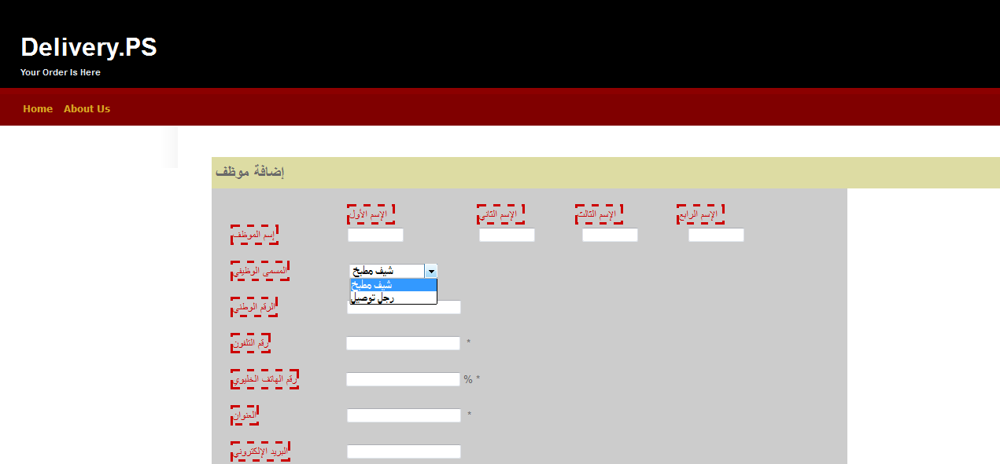 Delivery.PS
Your Order Is Here
Home About Us
إضافة موظف
الإسم الأول الإسم الثاني الإسم الثالث الإسم الرابع
إسم الموظف
المسمى الوظيفي
شيف مطبخ
شيف مطبخ
رجل توصيل
الرقم الوطني
رقم التلفون *
رقم الهاتف الخليوي % *
العنوان *
البريد الإلكتروني